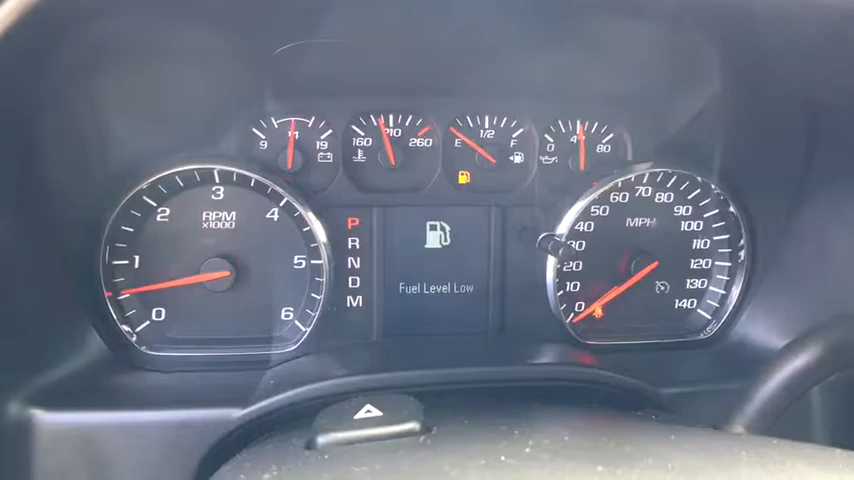 9 14 19
160 210 260
E 1/2 F
0 40 80
0 1 2 3 4 5 6
RPM
x1000
P
R
N
D
M
Fuel Level Low
0 10 20 30 40 50 60 70 80 90 100 110 120 130 140
MPH